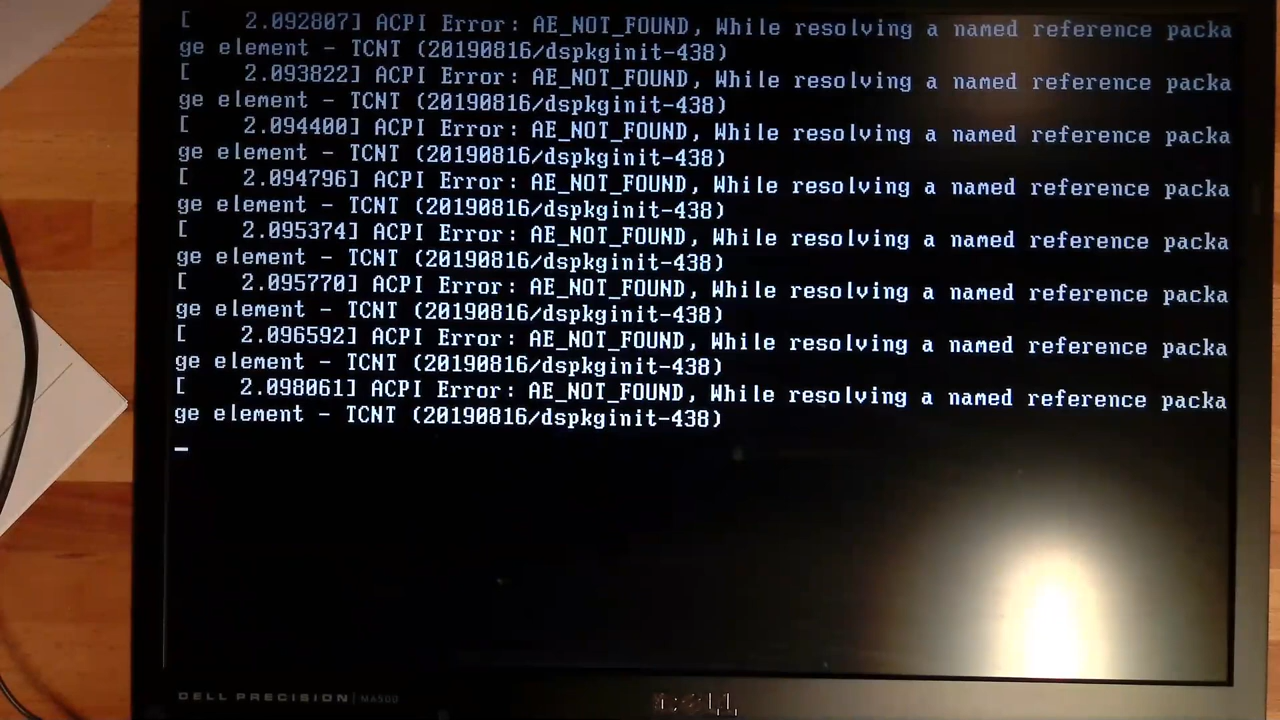 [    2.092807] ACPI Error: AE_NOT_FOUND, While resolving a named reference packa
ge element - TCNT (20190816/dspkginit-438)
[    2.093822] ACPI Error: AE_NOT_FOUND, While resolving a named reference packa
ge element - TCNT (20190816/dspkginit-438)
[    2.094400] ACPI Error: AE_NOT_FOUND, While resolving a named reference packa
ge element - TCNT (20190816/dspkginit-438)
[    2.094796] ACPI Error: AE_NOT_FOUND, While resolving a named reference packa
ge element - TCNT (20190816/dspkginit-438)
[    2.095374] ACPI Error: AE_NOT_FOUND, While resolving a named reference packa
ge element - TCNT (20190816/dspkginit-438)
[    2.095770] ACPI Error: AE_NOT_FOUND, While resolving a named reference packa
ge element - TCNT (20190816/dspkginit-438)
[    2.096592] ACPI Error: AE_NOT_FOUND, While resolving a named reference packa
ge element - TCNT (20190816/dspkginit-438)
[    2.098061] ACPI Error: AE_NOT_FOUND, While resolving a named reference packa
ge element - TCNT (20190816/dspkginit-438)
_
DELL PRECISION | M4500
DELL